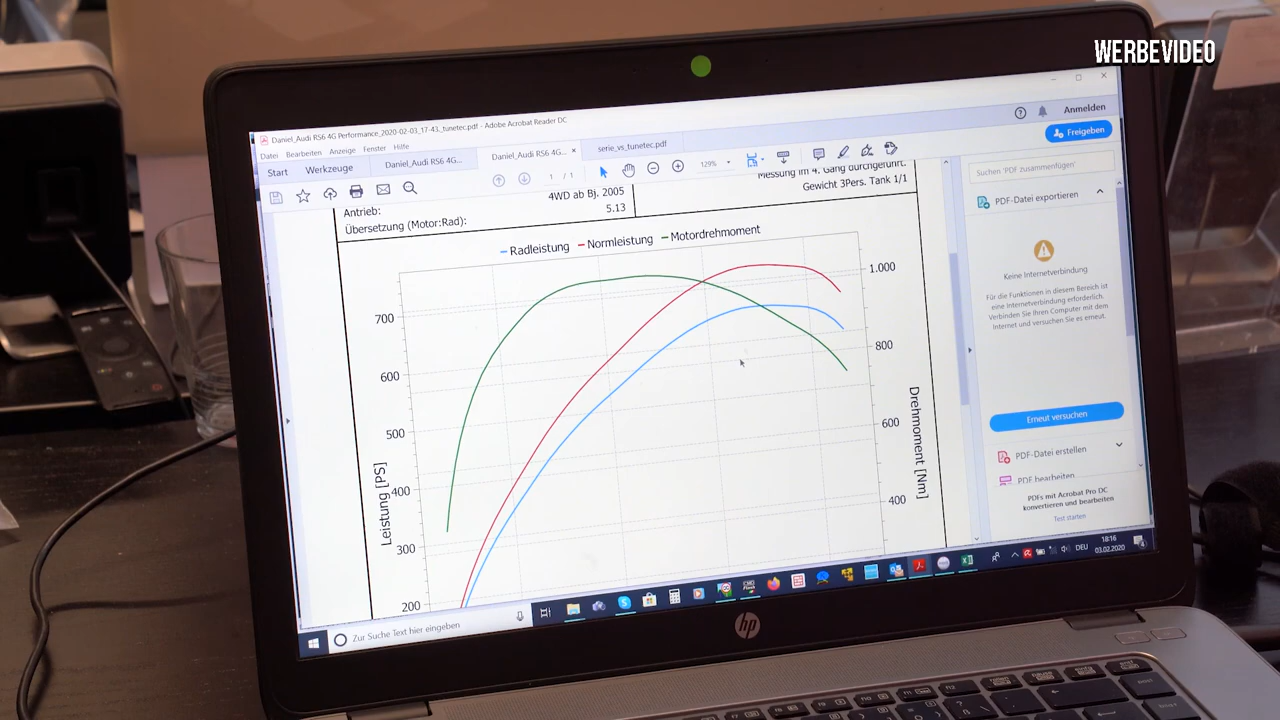 WERBEVIDEO
Daniel_Audi RS6 4G Performance_2020-02-03_17-43_tunetec.pdf - Adobe Acrobat Reader DC
Datei Bearbeiten Anzeige Fenster Hilfe
Start Werkzeuge Daniel_Audi RS6 4G... Daniel_Audi RS6 4G... × serie_vs_tunetec.pdf
Anmelden
1 / 1 129%
Freigeben
Messung im 4. Gang durchgeführt.
Gewicht 3Pers. Tank 1/1
Antrieb: 4WD ab Bj. 2005
Übersetzung (Motor:Rad): 5.13
Radleistung Normleistung Motordrehmoment
700
600
500
400
300
200
Leistung [PS]
1.000
800
600
400
Drehmoment [Nm]
Suchen 'PDF zusammenfügen'
PDF-Datei exportieren
Keine Internetverbindung
Für die Funktionen in diesem Bereich ist
eine Internetverbindung erforderlich.
Verbinden Sie Ihren Computer mit dem
Internet und versuchen Sie es erneut.
Erneut versuchen
PDF-Datei erstellen
PDF bearbeiten
PDFs mit Acrobat Pro DC
konvertieren und bearbeiten
Test starten
Zur Suche Text hier eingeben
DEU
18:16
03.02.2020
hp